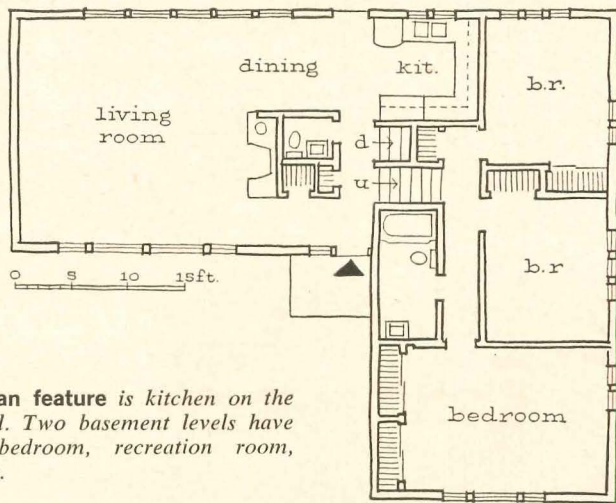 dining
kit.
b.r.
living
room
d
u
0 5 10 15ft.
b.r
bedroom
an feature is kitchen on the
l. Two basement levels have
bedroom, recreation room,
.